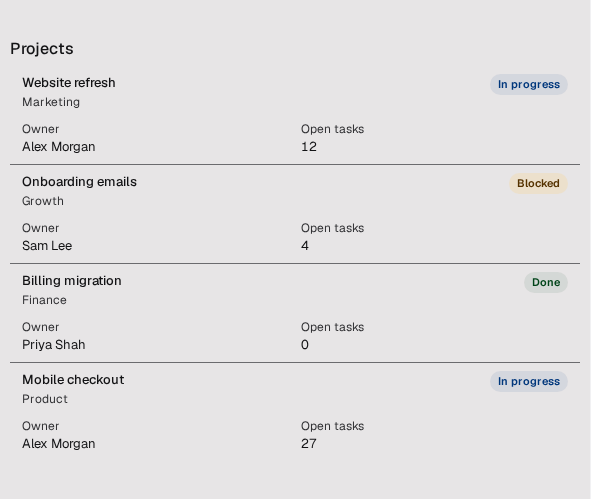 Projects
Website refresh
In progress
Marketing
Owner
Open tasks
Alex Morgan
12
Onboarding emails
Blocked
Growth
Owner
Open tasks
Sam Lee
4
Billing migration
Done
Finance
Owner
Open tasks
Priya Shah
0
Mobile checkout
In progress
Product
Owner
Open tasks
Alex Morgan
27